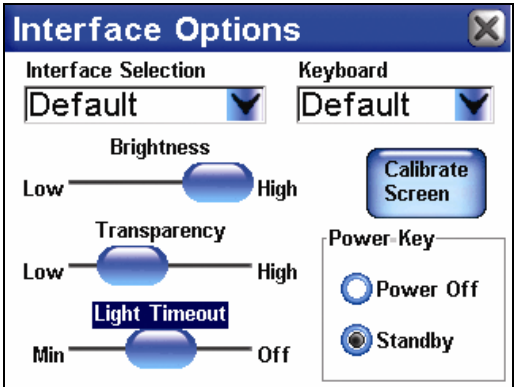 Interface Options
Interface Selection
Keyboard
Default
Default
Brightness
Low
High
Calibrate
Screen
Transparency
Low
High
Power Key
Power Off
Standby
Light Timeout
Min
Off